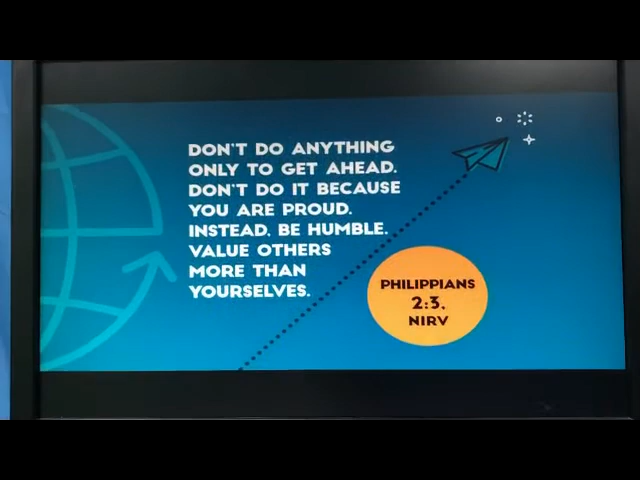 DON'T DO ANYTHING
ONLY TO GET AHEAD.
DON'T DO IT BECAUSE
YOU ARE PROUD.
INSTEAD, BE HUMBLE.
VALUE OTHERS
MORE THAN
YOURSELVES.
PHILIPPIANS
2:3,
NIRV